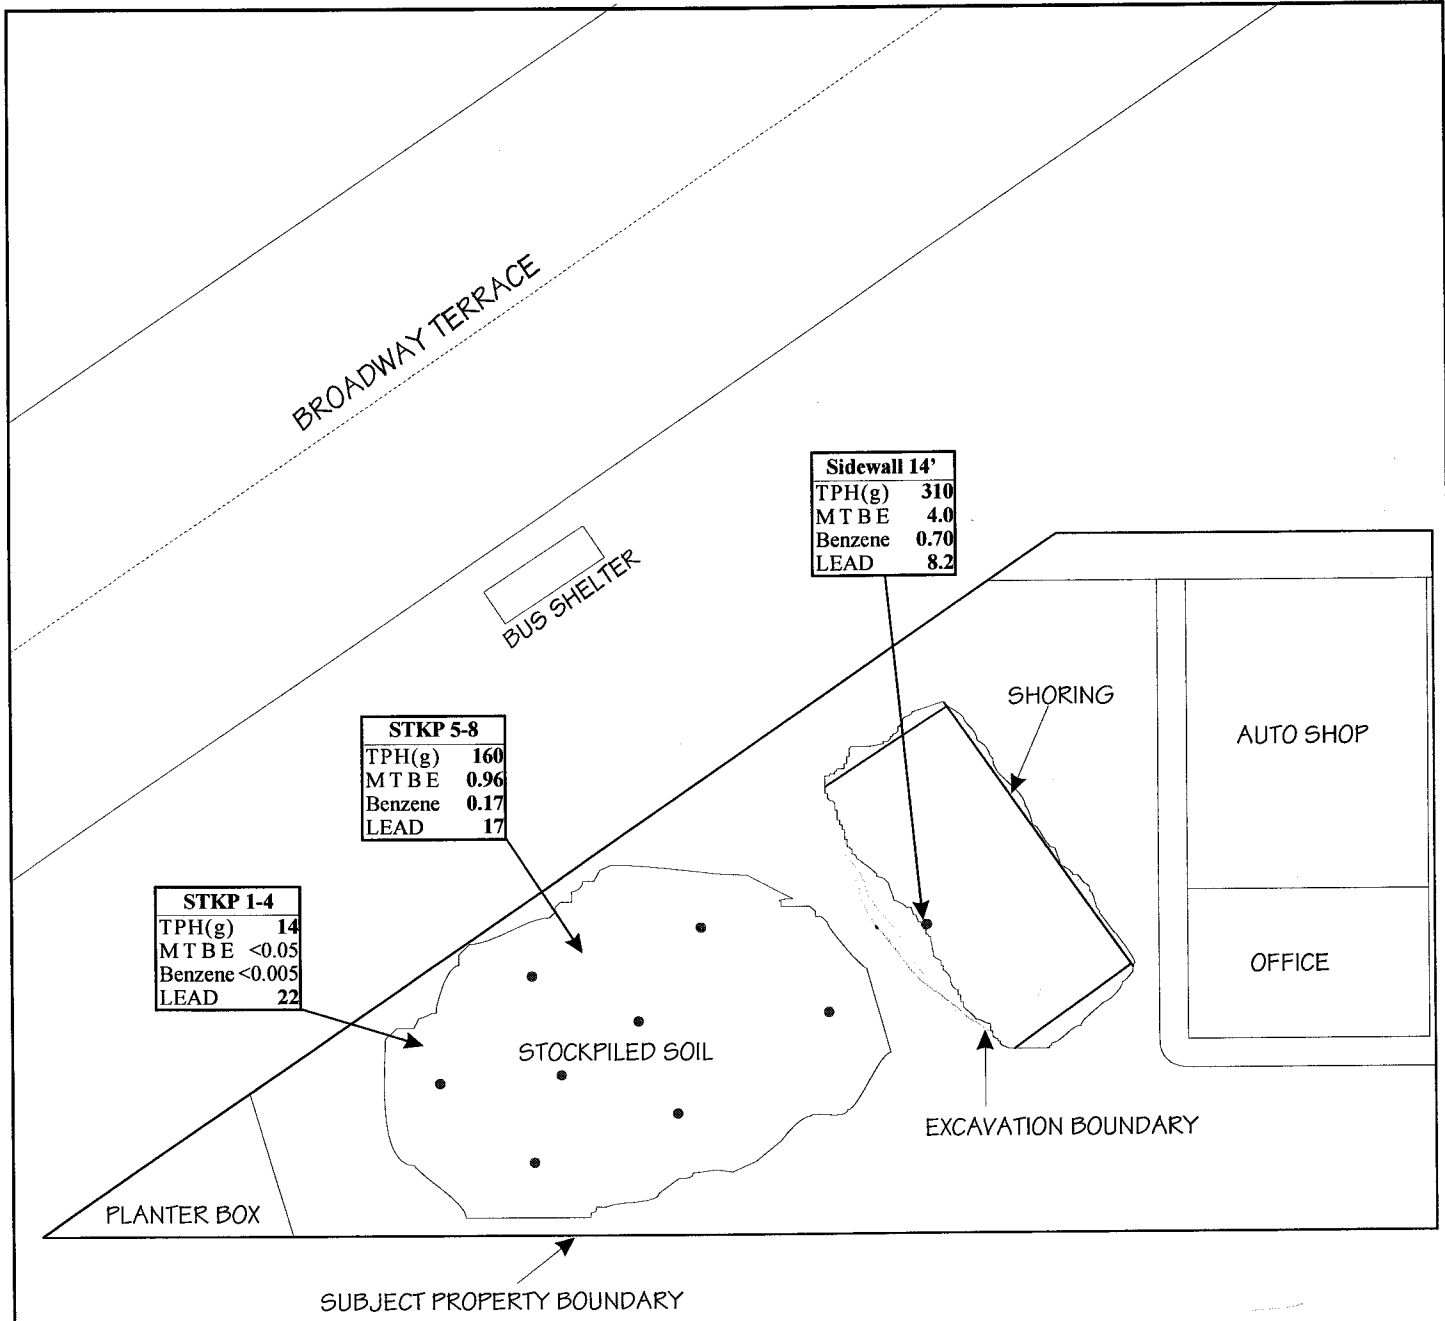 BROADWAY TERRACE
BUS SHELTER
Sidewall 14'
TPH(g) 310
MTBE 4.0
Benzene 0.70
LEAD 8.2
SHORING
AUTO SHOP
STKP 5-8
TPH(g) 160
MTBE 0.96
Benzene 0.17
LEAD 17
STKP 1-4
TPH(g) 14
MTBE <0.05
Benzene <0.005
LEAD 22
OFFICE
STOCKPILED SOIL
EXCAVATION BOUNDARY
PLANTER BOX
SUBJECT PROPERTY BOUNDARY